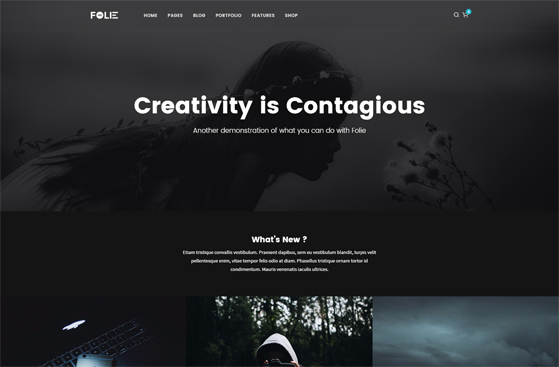 FOLIE
HOME PAGES BLOG PORTFOLIO FEATURES SHOP
Creativity is Contagious
Another demonstration of what you can do with Folie
What's New ?
Etiam tristique convallis vestibulum. Praesent dapibus, sem eu vestibulum blandit, turpis velit
pellentesque enim, vitae tempor felis odio at diam. Phasellus tristique ornare tortor id
condimentum. Mauris venenatis iaculis ultrices.